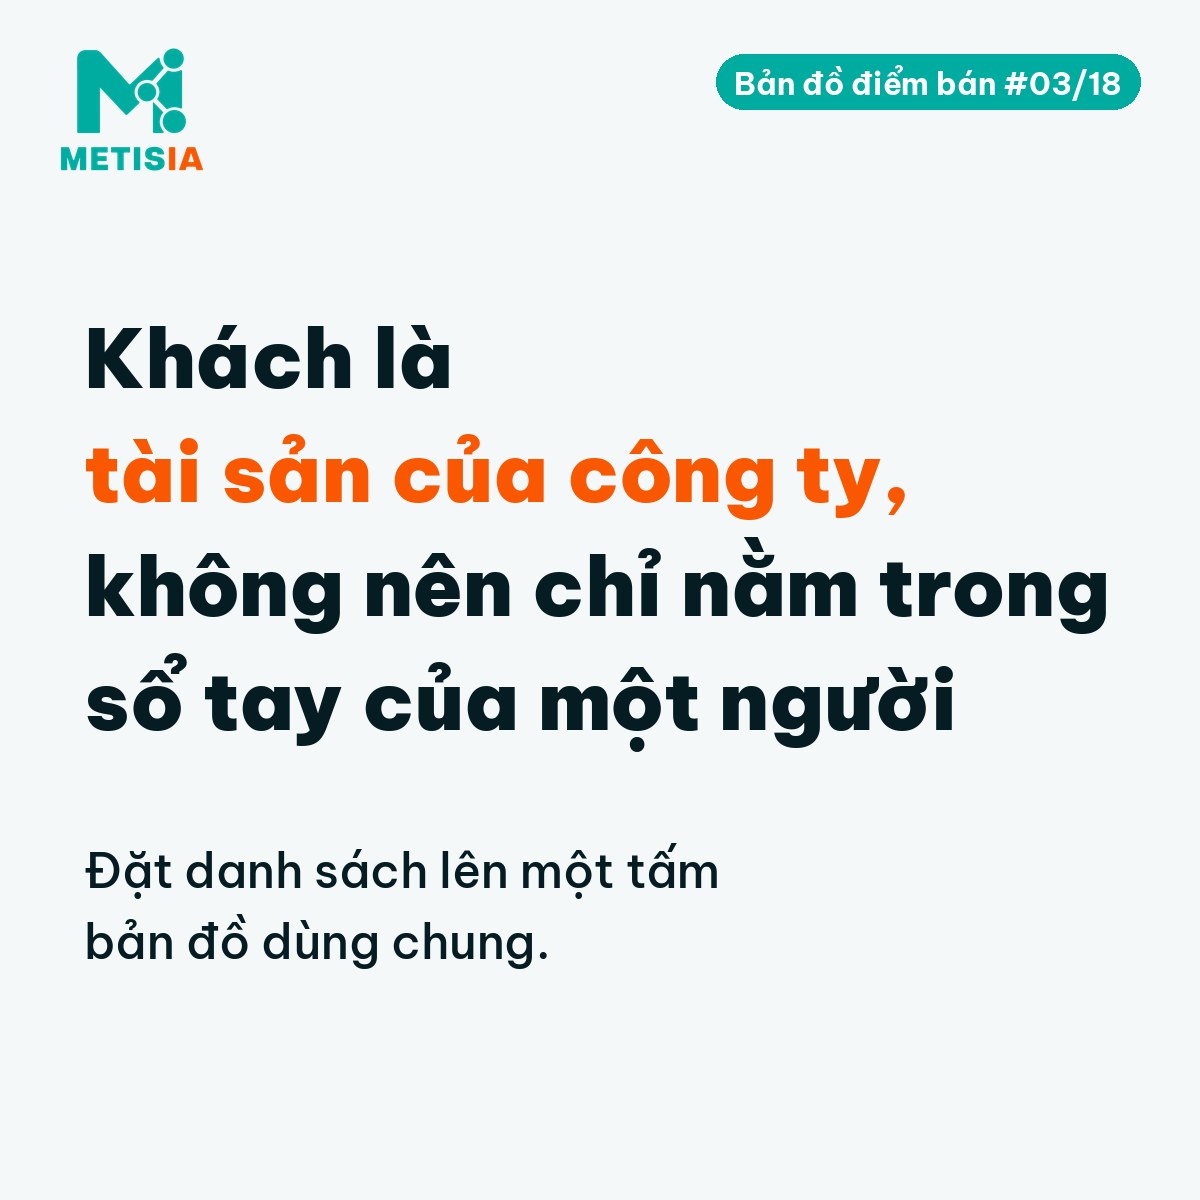 METISIA
Bản đồ điểm bán #03/18
Khách là
tài sản của công ty,
không nên chỉ nằm trong
sổ tay của một người
Đặt danh sách lên một tấm
bản đồ dùng chung.